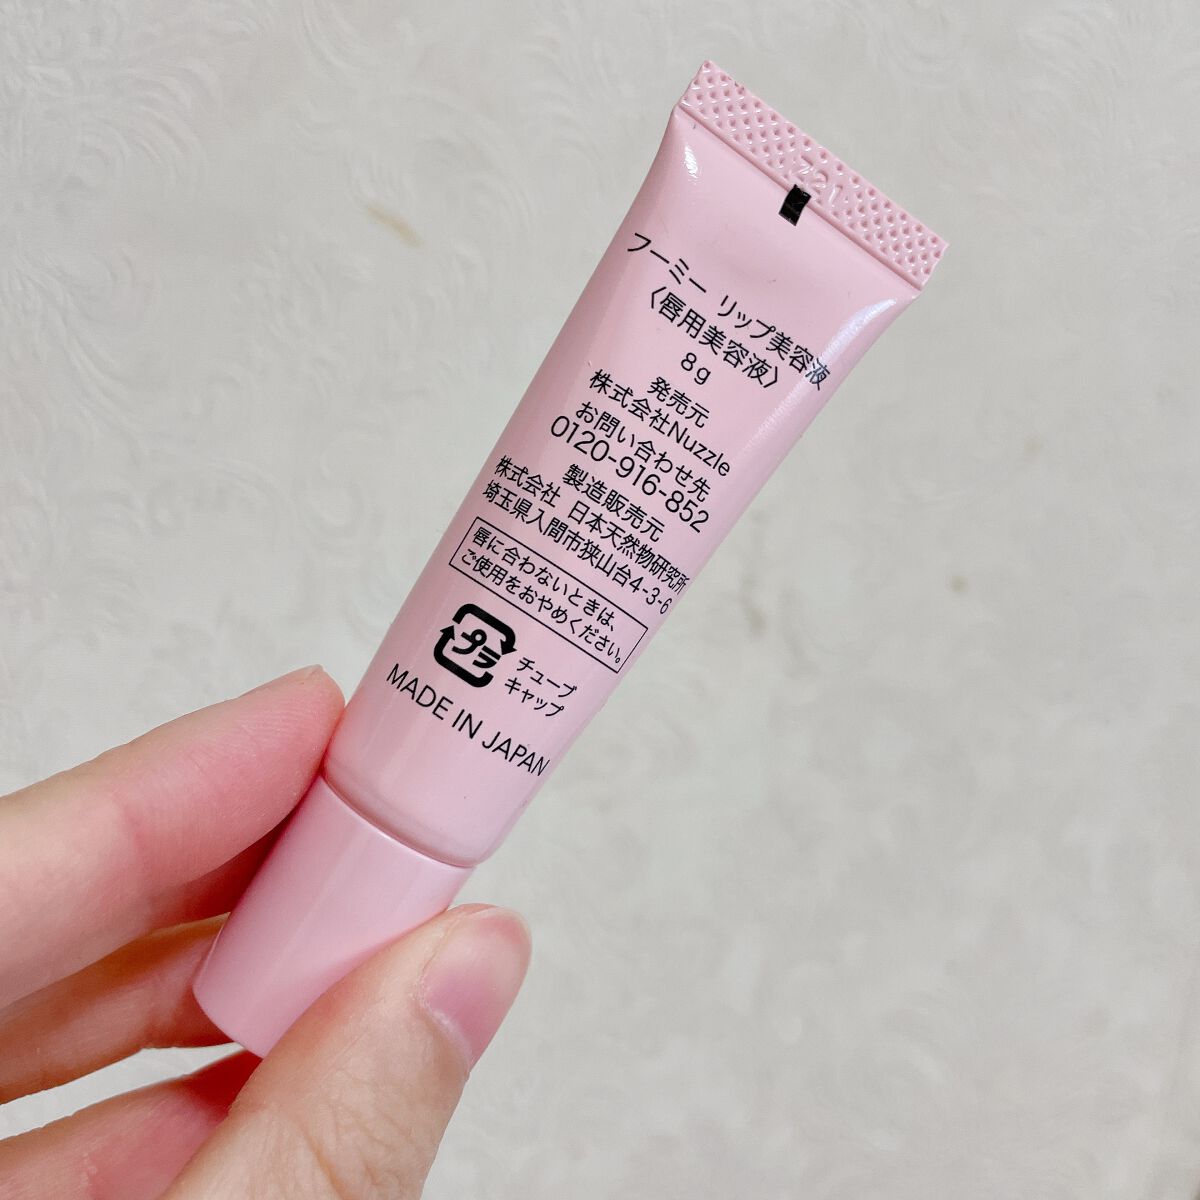 721
フーミー リップ美容液
〈唇用美容液〉
8g
発売元
株式会社Nuzzle
お問い合わせ先
0120-916-852
製造販売元
株式会社 日本天然物研究所
埼玉県入間市狭山台4-3-6
唇に合わないときは、
ご使用をおやめください。
プラ
チューブ
キャップ
MADE IN JAPAN